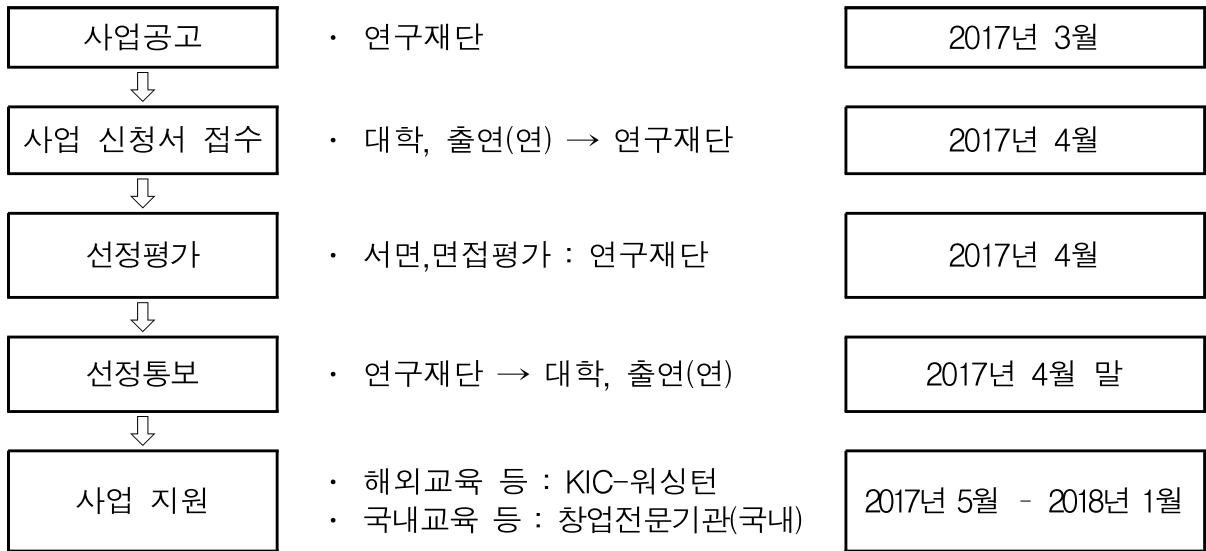 사업공고 · 연구재단 2017년 3월
사업 신청서 접수 · 대학, 출연(연) → 연구재단 2017년 4월
선정평가 · 서면,면접평가 : 연구재단 2017년 4월
선정통보 · 연구재단 → 대학, 출연(연) 2017년 4월 말
사업 지원 · 해외교육 등 : KIC-워싱턴 2017년 5월 - 2018년 1월
· 국내교육 등 : 창업전문기관(국내)